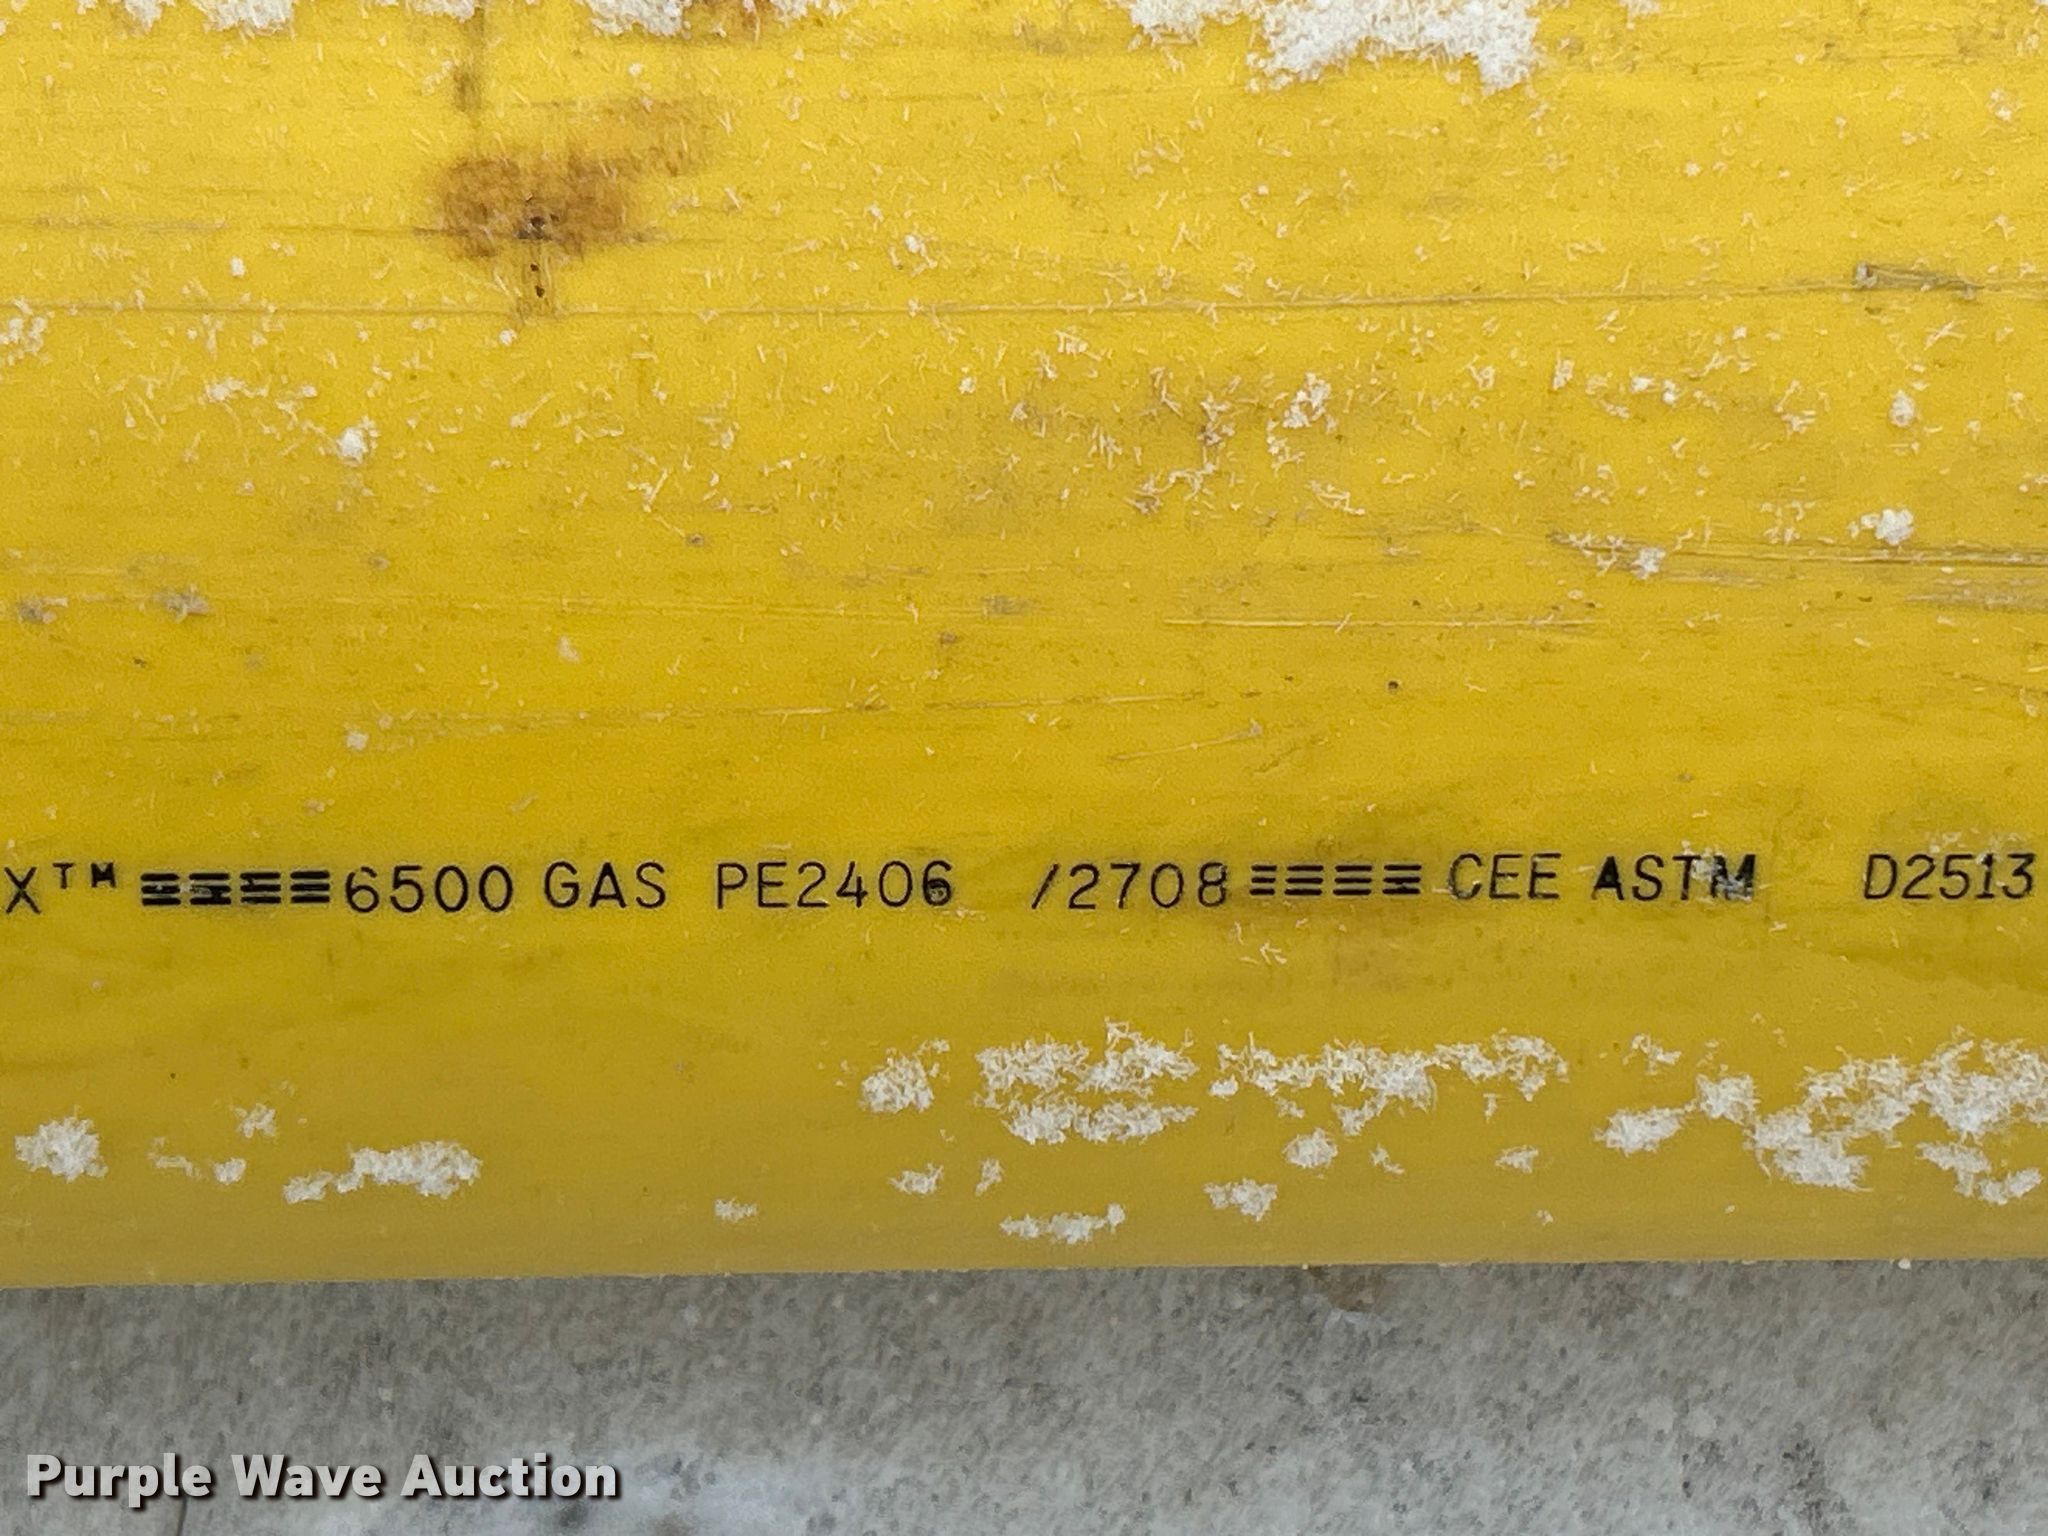 X™ ≡≡≡≡6500 GAS PE2406 /2708≡≡≡≡CEE ASTM D2513
Purple Wave Auction